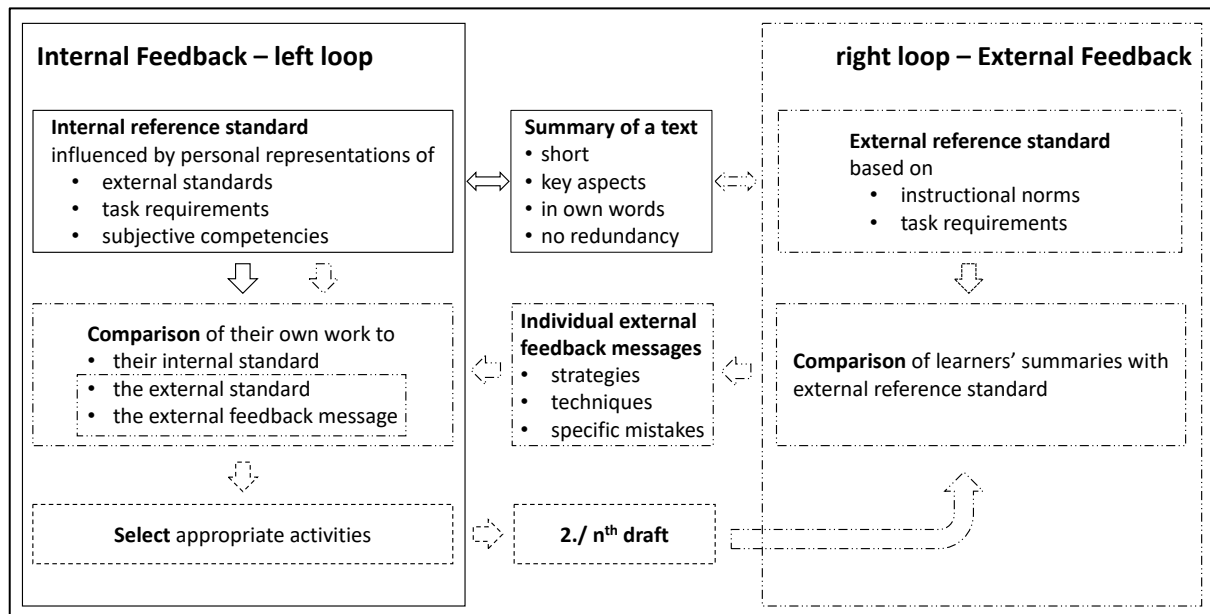 Internal Feedback – left loop
right loop – External Feedback
Internal reference standard
influenced by personal representations of
• external standards
• task requirements
• subjective competencies
Summary of a text
• short
• key aspects
• in own words
• no redundancy
External reference standard
based on
• instructional norms
• task requirements
Comparison of their own work to
• their internal standard
• the external standard
• the external feedback message
Individual external
feedback messages
• strategies
• techniques
• specific mistakes
Comparison of learners’ summaries with
external reference standard
Select appropriate activities
2./ nth draft